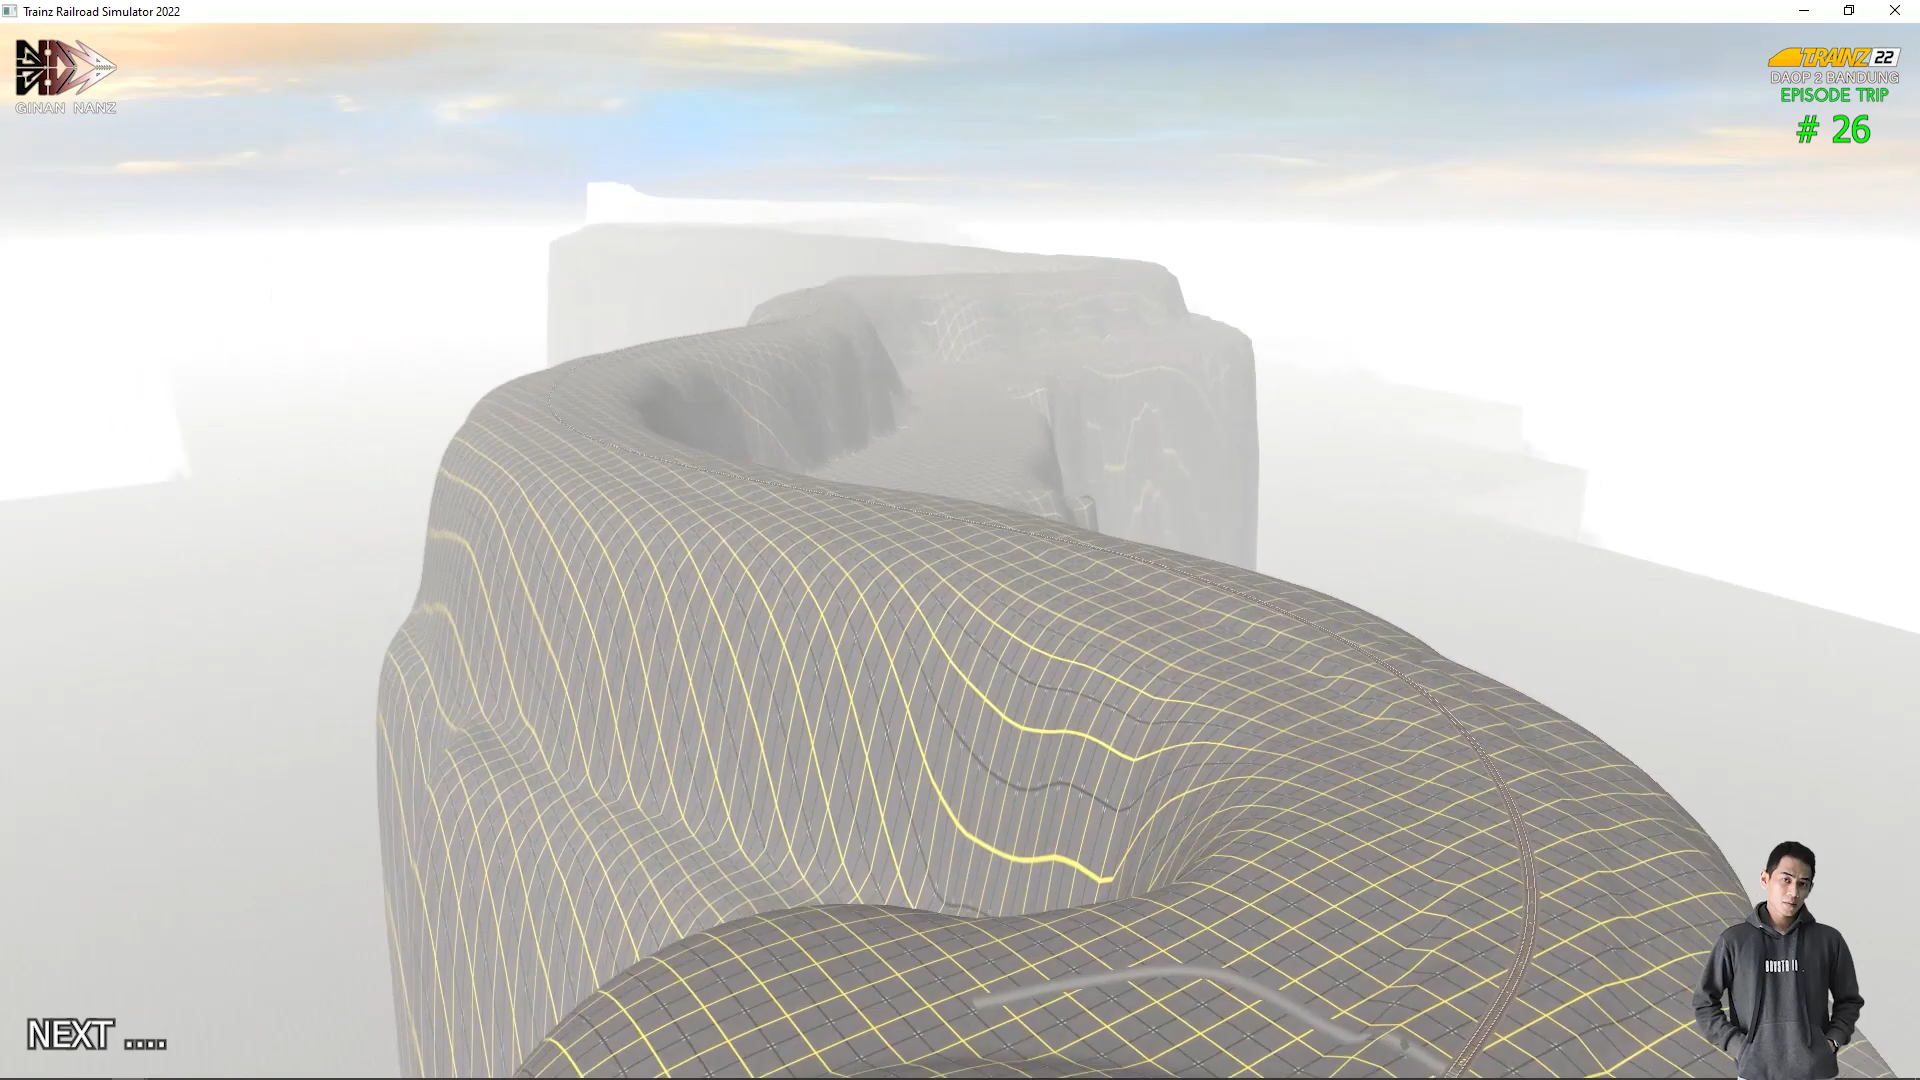 Trainz Railroad Simulator 2022
GINAN NANZ
TRAINZ 22
DAOP 2 BANDUNG
EPISODE TRIP
# 26
NEXT ....